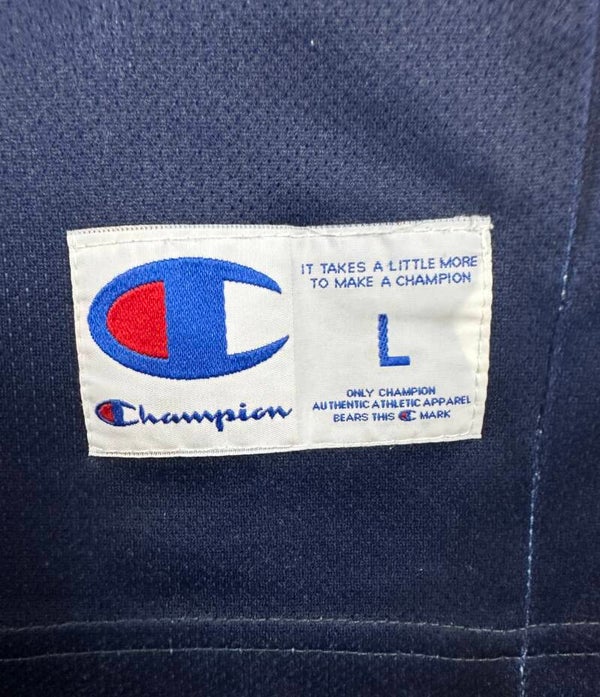 Champion
IT TAKES A LITTLE MORE
TO MAKE A CHAMPION
L
ONLY CHAMPION
AUTHENTIC ATHLETIC APPAREL
BEARS THIS C MARK